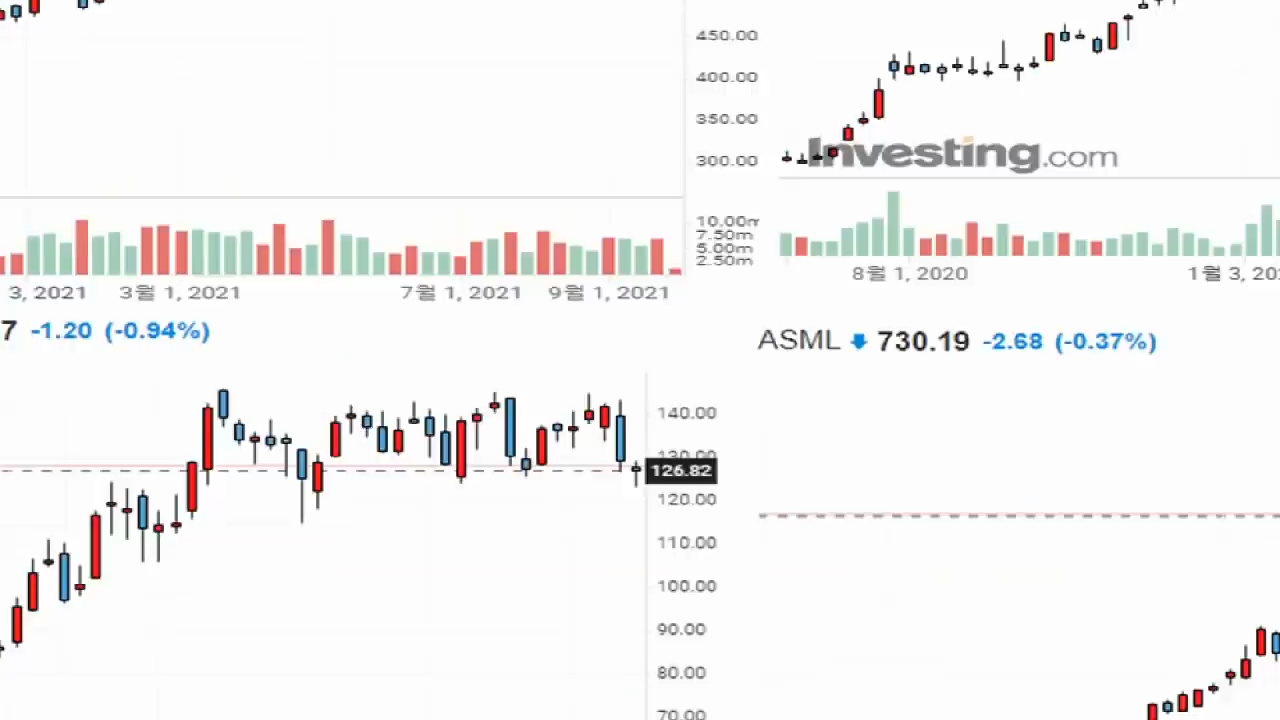 450.00
400.00
350.00
300.00
Investing.com
10.00m
7.50m
5.00m
2.50m
3, 2021 3월 1, 2021 7월 1, 2021 9월 1, 2021
8월 1, 2020 1월 3, 202
7 -1.20 (-0.94%)
ASML 730.19 -2.68 (-0.37%)
140.00
130.00
126.82
120.00
110.00
100.00
90.00
80.00
70.00